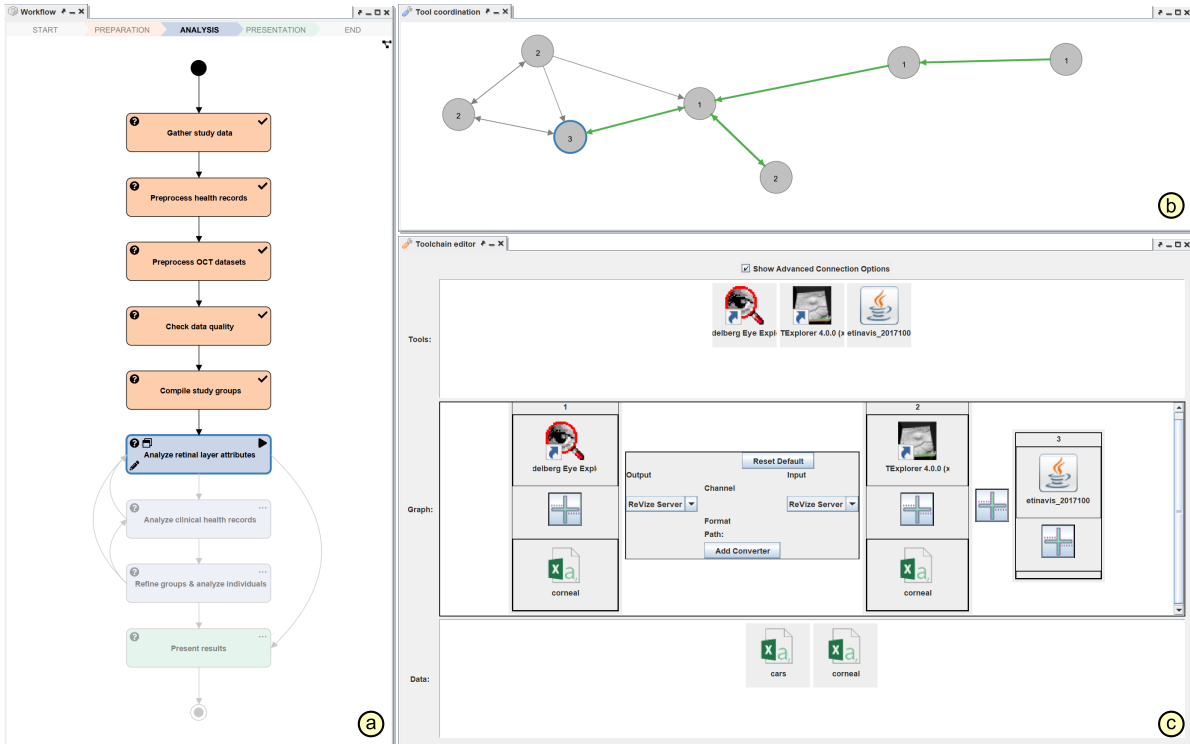 Workflow
START PREPARATION ANALYSIS PRESENTATION END
Gather study data
Preprocess health records
Preprocess OCT datasets
Check data quality
Compile study groups
Analyze retinal layer attributes
Analyze clinical health records
Refine groups & analyze individuals
Present results
a
Tool coordination
2
2
3
1
2
1
1
b
Toolchain editor
Show Advanced Connection Options
Tools:
delberg Eye Expl TExplorer 4.0.0 (x etinavis_2017100
Graph:
1
delberg Eye Expl
corneal
Reset Default
Output Input
Channel
ReVize Server ReVize Server
Format
Path:
Add Converter
2
TExplorer 4.0.0 (x
corneal
3
etinavis_2017100
Data:
cars corneal
c